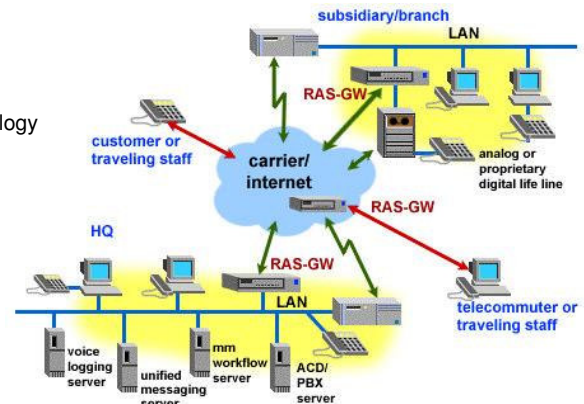 subsidiary/branch
LAN
RAS-GW
customer or
traveling staff
carrier/
internet
analog or
proprietary
digital life line
RAS-GW
HQ
RAS-GW
LAN
telecommuter or
traveling staff
voice
logging
server
unified
messaging
server
mm
workflow
server
ACD/
PBX
server